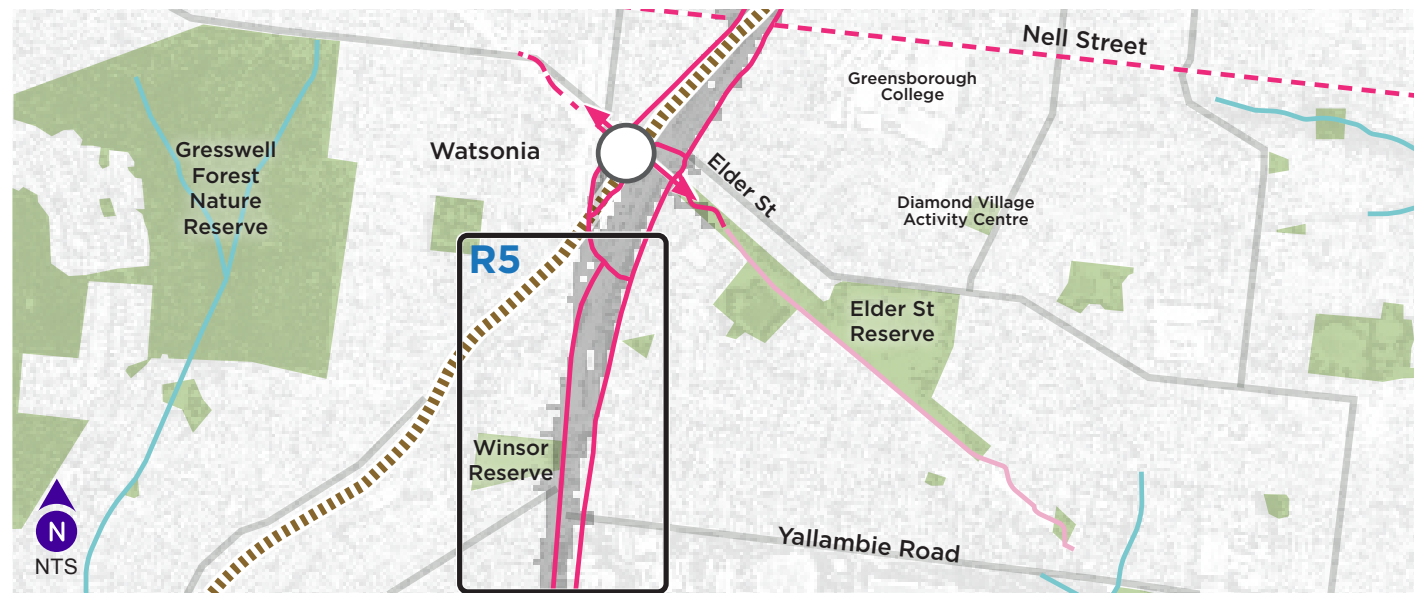 Nell Street
Greensborough
College
Watsonia
Gresswell
Forest
Nature
Reserve
Elder St
Diamond Village
Activity Centre
R5
Elder St
Reserve
Winsor
Reserve
N
NTS
Yallambie Road